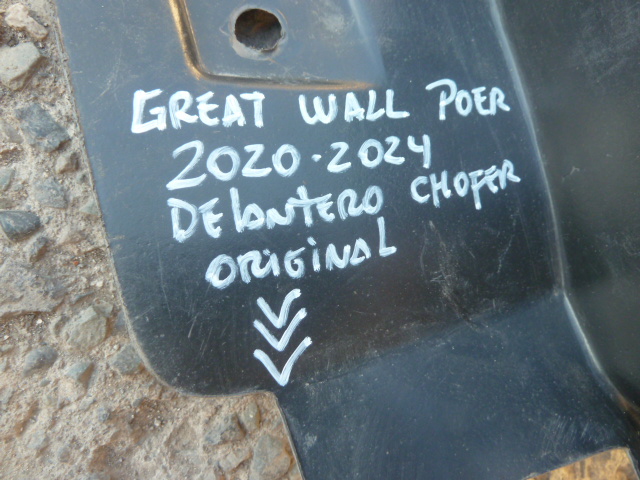 GREAT WALL POER
2020-2024
DElANtERO CHOFER
ORIGINAL